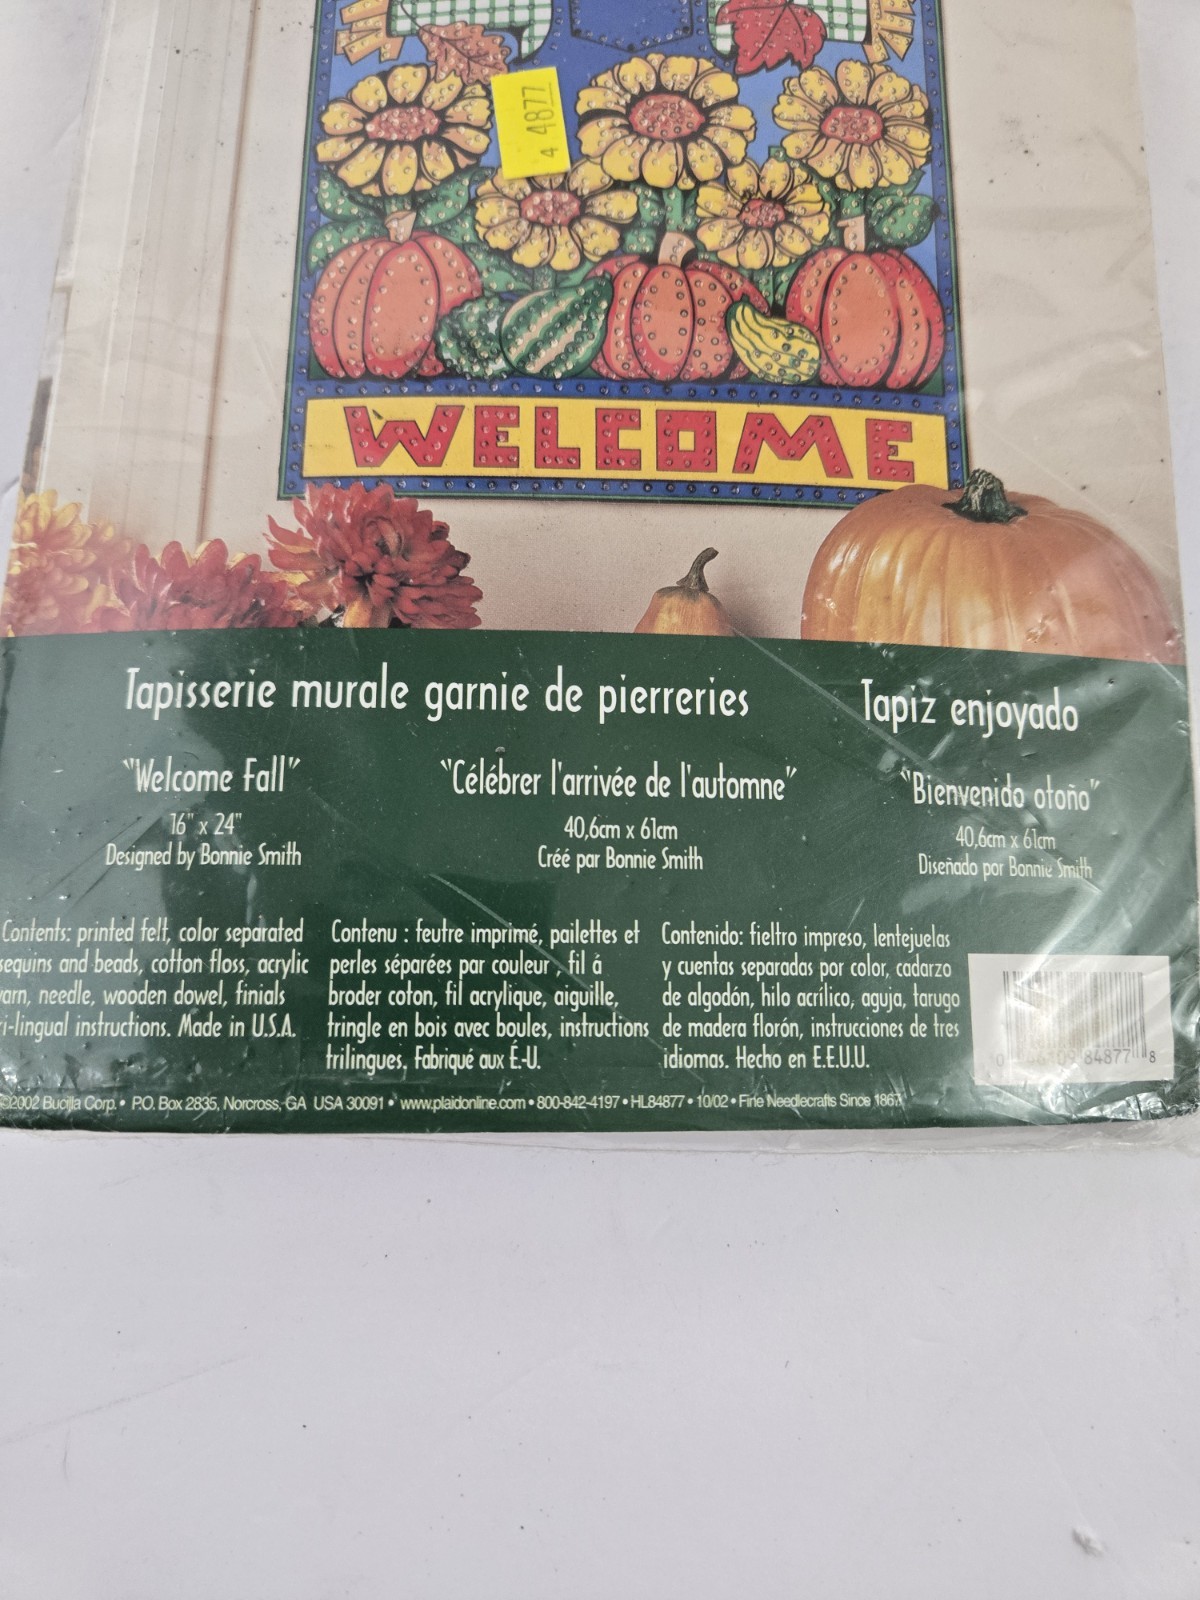 4 4877
WELCOME
Tapisserie murale garnie de pierreries
Tapiz enjoyado
"Welcome Fall"
16" x 24"
Designed by Bonnie Smith
"Célébrer l'arrivée de l'automne"
40,6cm x 61cm
Créé par Bonnie Smith
"Bienvenido otoño"
40,6cm x 61cm
Diseñado por Bonnie Smith
Contents: printed felt, color separated
sequins and beads, cotton floss, acrylic
yarn, needle, wooden dowel, finials
ri-lingual instructions. Made in U.S.A.
Contenu : feutre imprimé, pailettes et
perles séparées par couleur , fil á
broder coton, fil acrylique, aiguille,
tringle en bois avec boules, instructions
trilingues. Fabriqué aux É-U.
Contenido: fieltro impreso, lentejuelas
y cuentas separadas por color, cadarzo
de algodón, hilo acrílico, aguja, tarugo
de madera florón, instrucciones de tres
idiomas. Hecho en E.E.U.U.
84877 8
©2002 Bucilla Corp. • P.O. Box 2835, Norcross, GA USA 30091 • www.plaidonline.com • 800-842-4197 • HL84877 • 10/02 • Fine Needlecrafts Since 1867